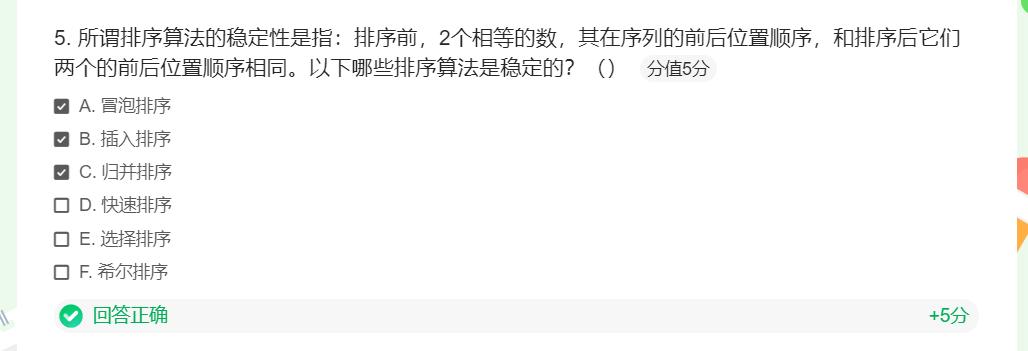 5. 所谓排序算法的稳定性是指：排序前，2个相等的数，其在序列的前后位置顺序，和排序后它们
两个的前后位置顺序相同。以下哪些排序算法是稳定的？（） 分值5分
A. 冒泡排序
B. 插入排序
C. 归并排序
D. 快速排序
E. 选择排序
F. 希尔排序
回答正确 +5分